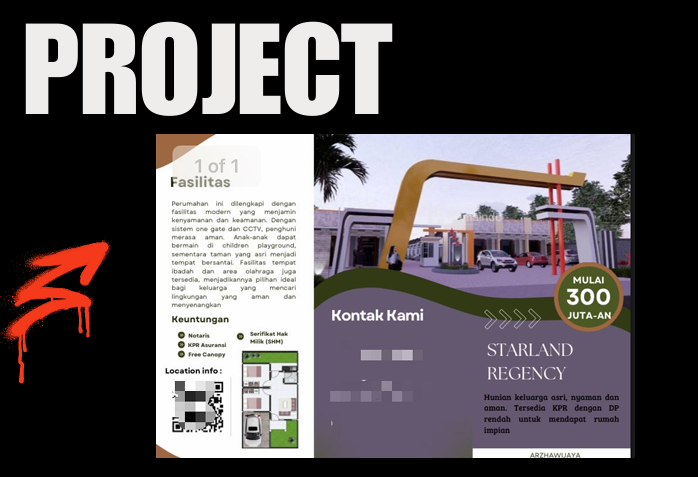 PROJECT
1 of 1
Fasilitas
Perumahan ini dilengkapi dengan
fasilitas modern yang menjamin
kenyamanan dan keamanan. Dengan
sistem one gate dan CCTV, penghuni
merasa aman. Anak-anak dapat
bermain di children playground,
sementara taman yang asri menjadi
tempat bersantai. Fasilitas tempat
ibadah dan area olahraga juga
tersedia, menjadikannya pilihan ideal
bagi keluarga yang mencari
lingkungan yang aman dan
menyenangkan
Keuntungan
Notaris
KPR Asuransi
Free Canopy
Serifikat Hak
Milik (SHM)
Location info :
Kontak Kami
MULAI
300
JUTA-AN
STARLAND
REGENCY
Hunian keluarga asri, nyaman dan
aman. Tersedia KPR dengan DP
rendah untuk mendapat rumah
impian
ARZHAWIJAYA